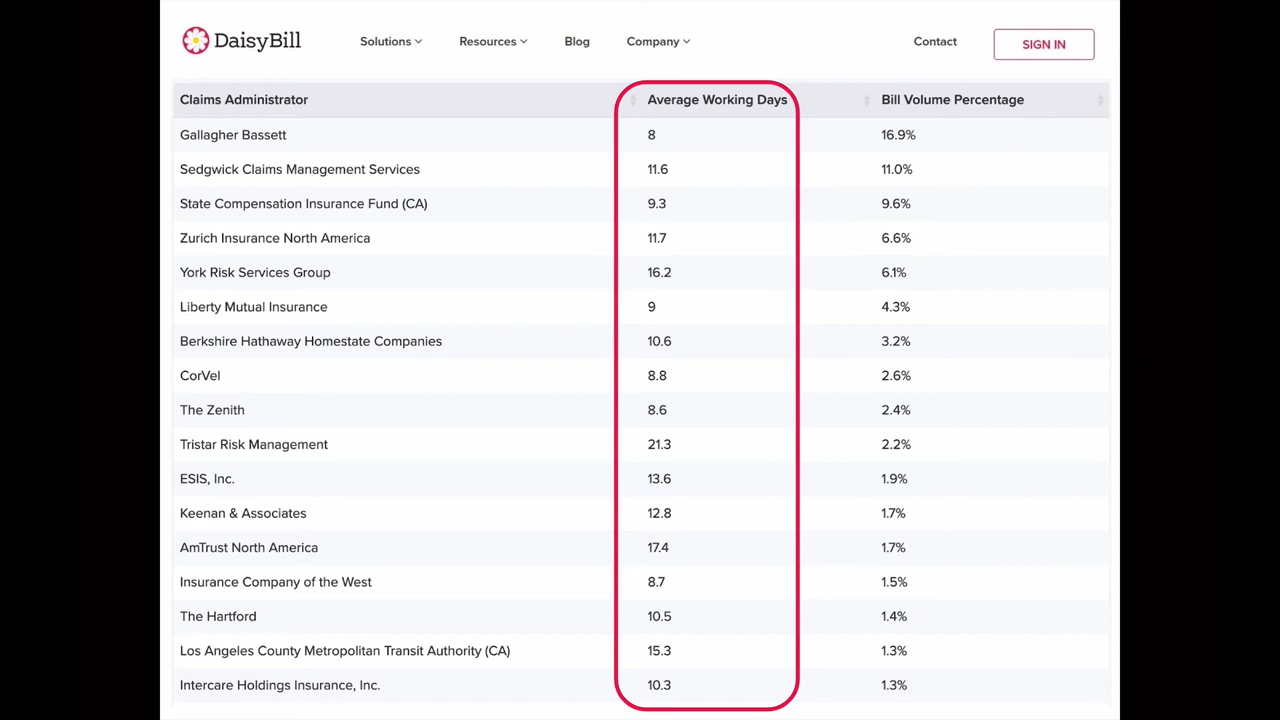 DaisyBill Solutions Resources Blog Company Contact SIGN IN
Claims Administrator Average Working Days Bill Volume Percentage
Gallagher Bassett 8 16.9%
Sedgwick Claims Management Services 11.6 11.0%
State Compensation Insurance Fund (CA) 9.3 9.6%
Zurich Insurance North America 11.7 6.6%
York Risk Services Group 16.2 6.1%
Liberty Mutual Insurance 9 4.3%
Berkshire Hathaway Homestate Companies 10.6 3.2%
CorVel 8.8 2.6%
The Zenith 8.6 2.4%
Tristar Risk Management 21.3 2.2%
ESIS, Inc. 13.6 1.9%
Keenan & Associates 12.8 1.7%
AmTrust North America 17.4 1.7%
Insurance Company of the West 8.7 1.5%
The Hartford 10.5 1.4%
Los Angeles County Metropolitan Transit Authority (CA) 15.3 1.3%
Intercare Holdings Insurance, Inc. 10.3 1.3%